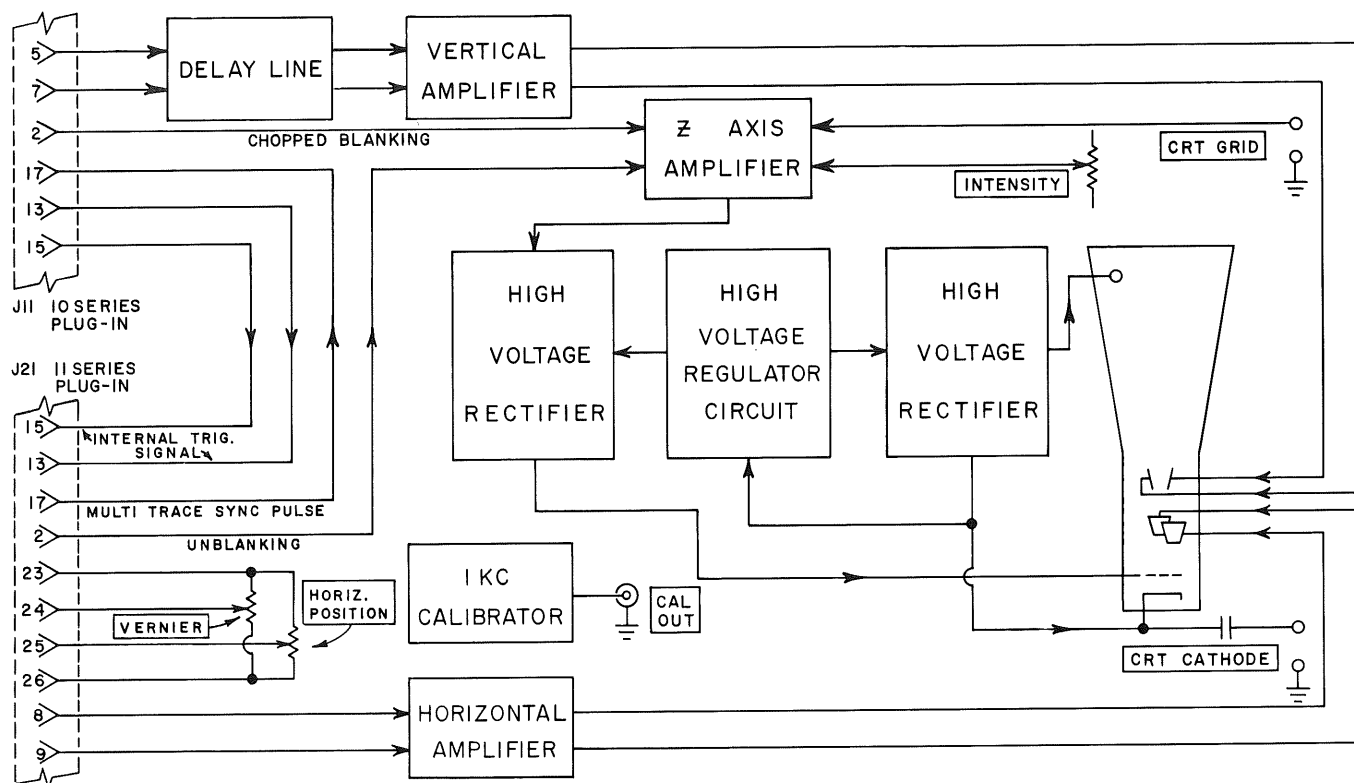 5
7
2
17
13
15
J11 10 SERIES
PLUG-IN
DELAY LINE
VERTICAL
AMPLIFIER
CHOPPED BLANKING
Z AXIS
AMPLIFIER
CRT GRID
INTENSITY
HIGH
VOLTAGE
RECTIFIER
HIGH
VOLTAGE
REGULATOR
CIRCUIT
HIGH
VOLTAGE
RECTIFIER
J21 11 SERIES
PLUG-IN
15
INTERNAL TRIG.
SIGNAL
13
17
MULTI TRACE SYNC PULSE
2
UNBLANKING
23
24
VERNIER
HORIZ.
POSITION
25
26
8
9
1 KC
CALIBRATOR
CAL
OUT
CRT CATHODE
HORIZONTAL
AMPLIFIER